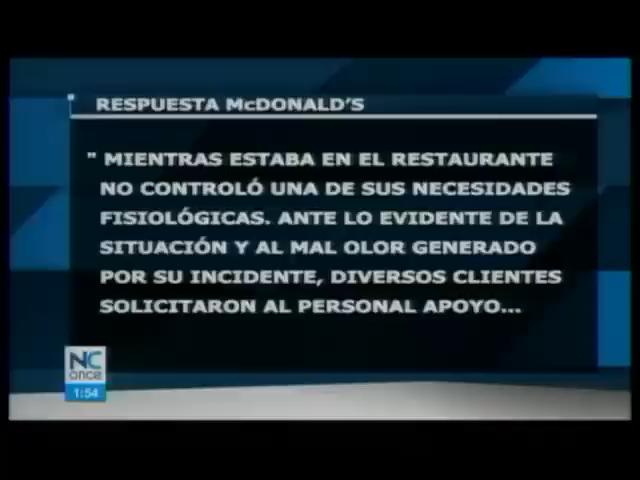 RESPUESTA McDONALD'S
" MIENTRAS ESTABA EN EL RESTAURANTE
NO CONTROLÓ UNA DE SUS NECESIDADES
FISIOLÓGICAS. ANTE LO EVIDENTE DE LA
SITUACIÓN Y AL MAL OLOR GENERADO
POR SU INCIDENTE, DIVERSOS CLIENTES
SOLICITARON AL PERSONAL APOYO...
NC
once
1:54